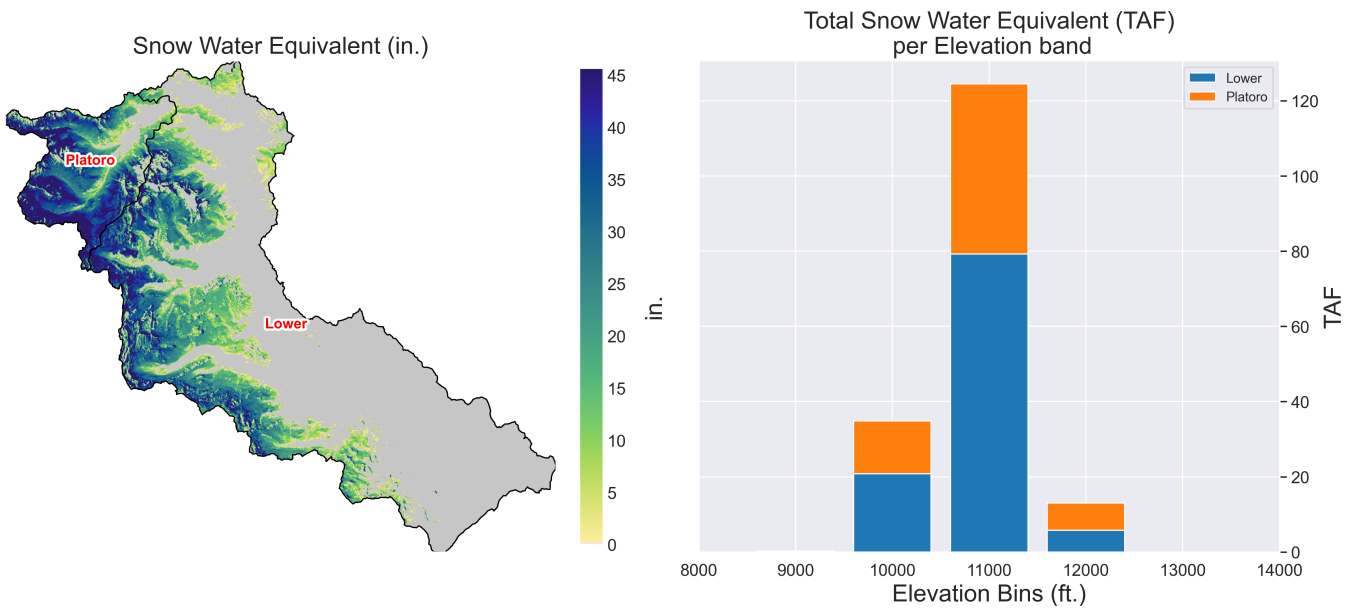 Snow Water Equivalent (in.)
Platoro
Lower
45
40
35
30
25
20
15
10
5
0
in.
Total Snow Water Equivalent (TAF)
per Elevation band
Lower
Platoro
120
100
80
60
40
20
0
TAF
8000 9000 10000 11000 12000 13000 14000
Elevation Bins (ft.)